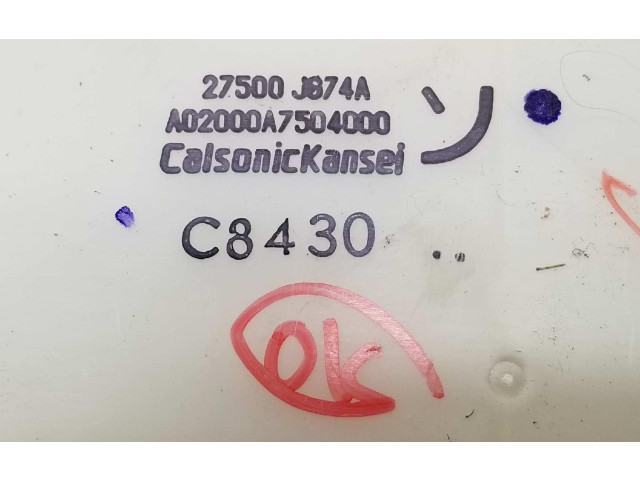 27500 J874A
A02000A7504000
CalsonicKansei
ソ
C8430
OK